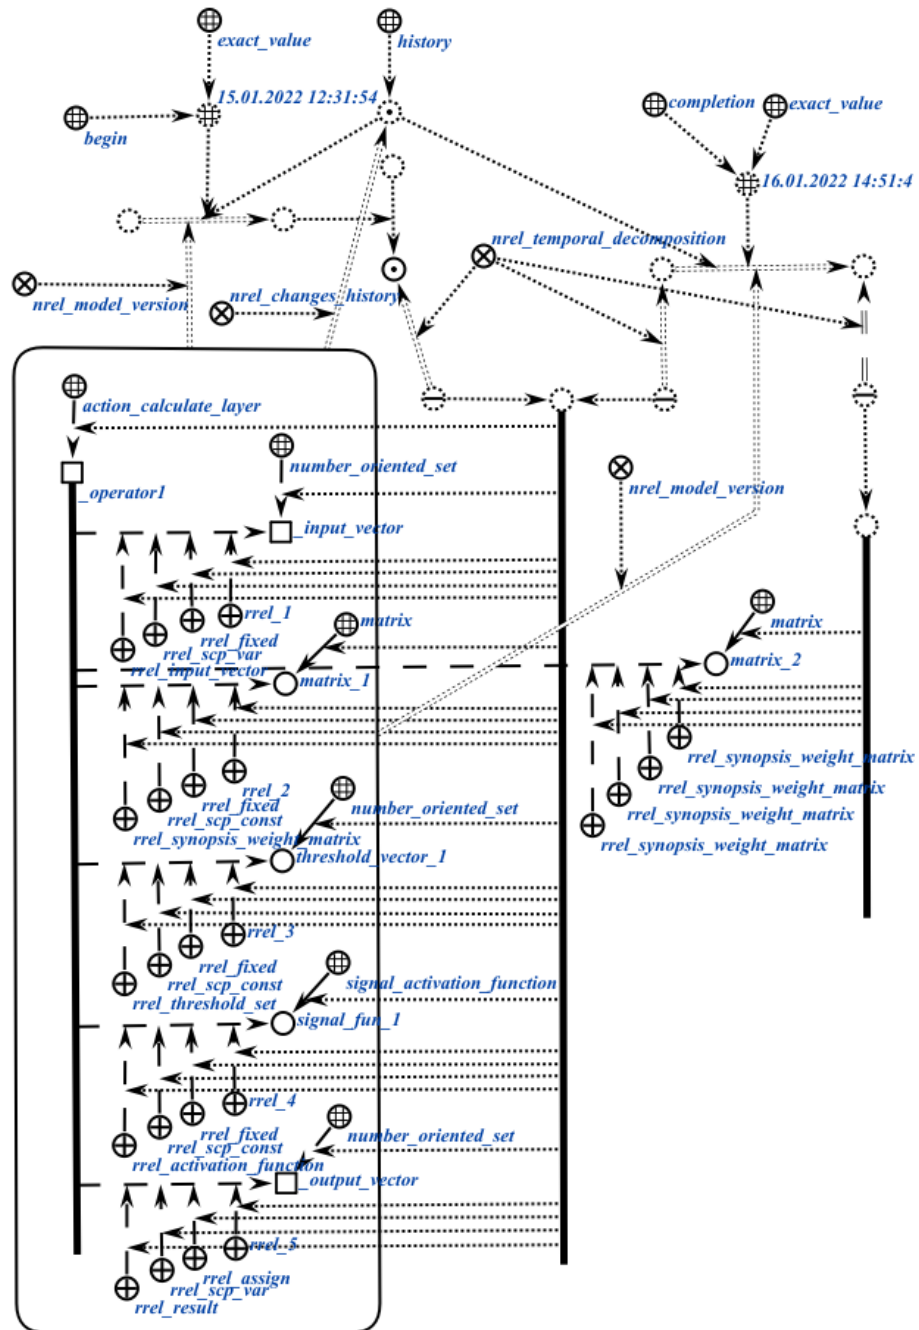 exact_value
history
15.01.2022 12:31:54
completion
exact_value
begin
16.01.2022 14:51:4
nrel_temporal_decomposition
nrel_model_version
nrel_changes_history
action_calculate_layer
number_oriented_set
_operator1
nrel_model_version
_input_vector
rrel_1
matrix
matrix
rrel_fixed
rrel_scp_var
rrel_input_vector
matrix_1
matrix_2
rrel_synopsis_weight_matrix
rrel_2
rrel_synopsis_weight_matrix
rrel_fixed
number_oriented_set
rrel_synopsis_weight_matrix
rrel_scp_const
rrel_synopsis_weight_matrix
rrel_synopsis_weight_matrix
threshold_vector_1
rrel_3
rrel_fixed
rrel_scp_const
signal_activation_function
rrel_threshold_set
signal_fun_1
rrel_4
rrel_fixed
number_oriented_set
rrel_scp_const
rrel_activation_function
_output_vector
rrel_5
rrel_assign
rrel_scp_var
rrel_result